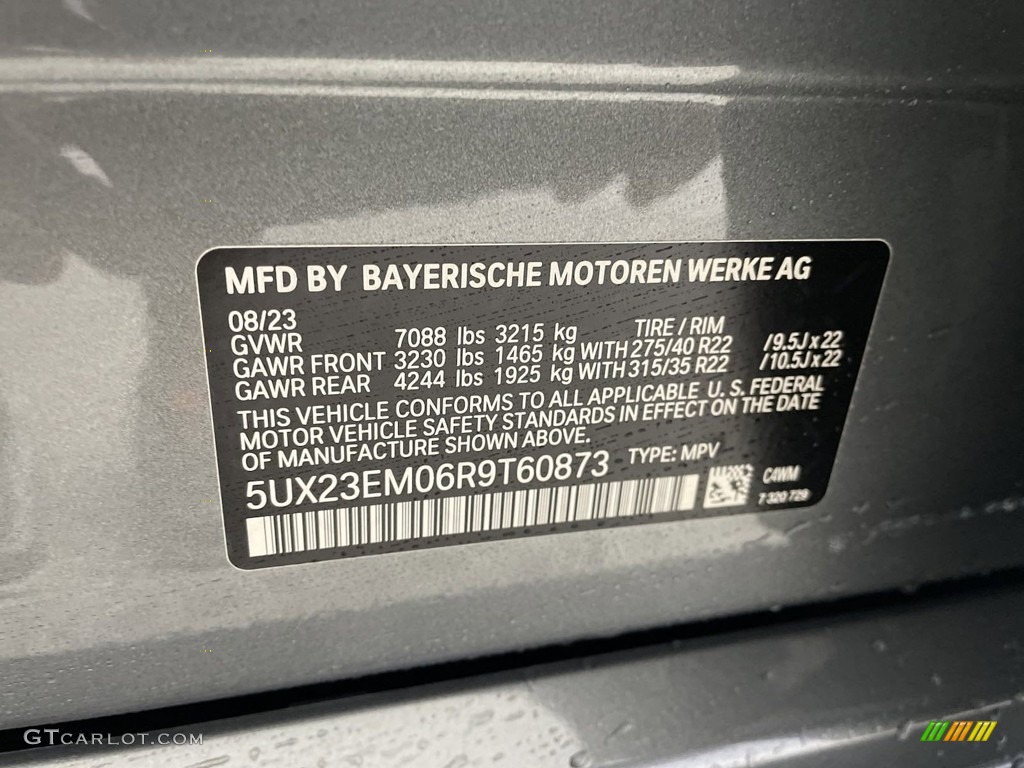 MFD BY BAYERISCHE MOTOREN WERKE AG
08/23
GVWR 7088 lbs 3215 kg TIRE / RIM
GAWR FRONT 3230 lbs 1465 kg WITH 275/40 R22 /9.5J x 22
GAWR REAR 4244 lbs 1925 kg WITH 315/35 R22 /10.5J x 22
THIS VEHICLE CONFORMS TO ALL APPLICABLE U. S. FEDERAL
MOTOR VEHICLE SAFETY STANDARDS IN EFFECT ON THE DATE
OF MANUFACTURE SHOWN ABOVE.
5UX23EM06R9T60873 TYPE: MPV
C4WM
7 320 729
GTCARLOT.COM